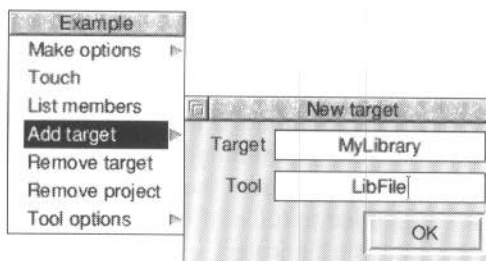 Example
Make options
Touch
List members
Add target
Remove target
Remove project
Tool options
New target
Target MyLibrary
Tool LibFile
OK